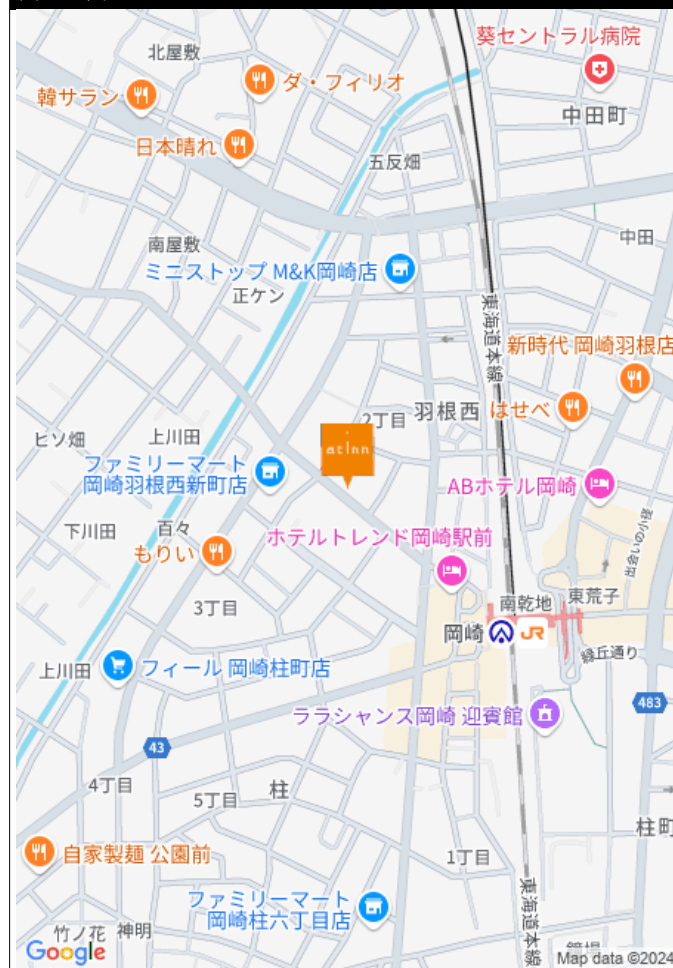 葵セントラル病院
北屋敷
韓サラン
ダ・フィリオ
中田町
日本晴れ
五反畑
中田
南屋敷
ミニストップ M&K岡崎店
正ケン
東海道本線
新時代 岡崎羽根店
2丁目
羽根西
はせべ
atinn
ヒソ畑
上川田
ファミリーマート
岡崎羽根西新町店
ABホテル岡崎
下川田
百々
もりい
ホテルトレンド岡崎駅前
出会いの小径
3丁目
南乾地
東荒子
岡崎
JR
緑丘通り
上川田
フィール 岡崎柱町店
483
ララシャンス岡崎 迎賓館
43
4丁目
5丁目
柱
柱町
自家製麺 公園前
1丁目
ファミリーマート
岡崎柱六丁目店
東海道本線
竹ノ花
神明
Google
Map data ©2024